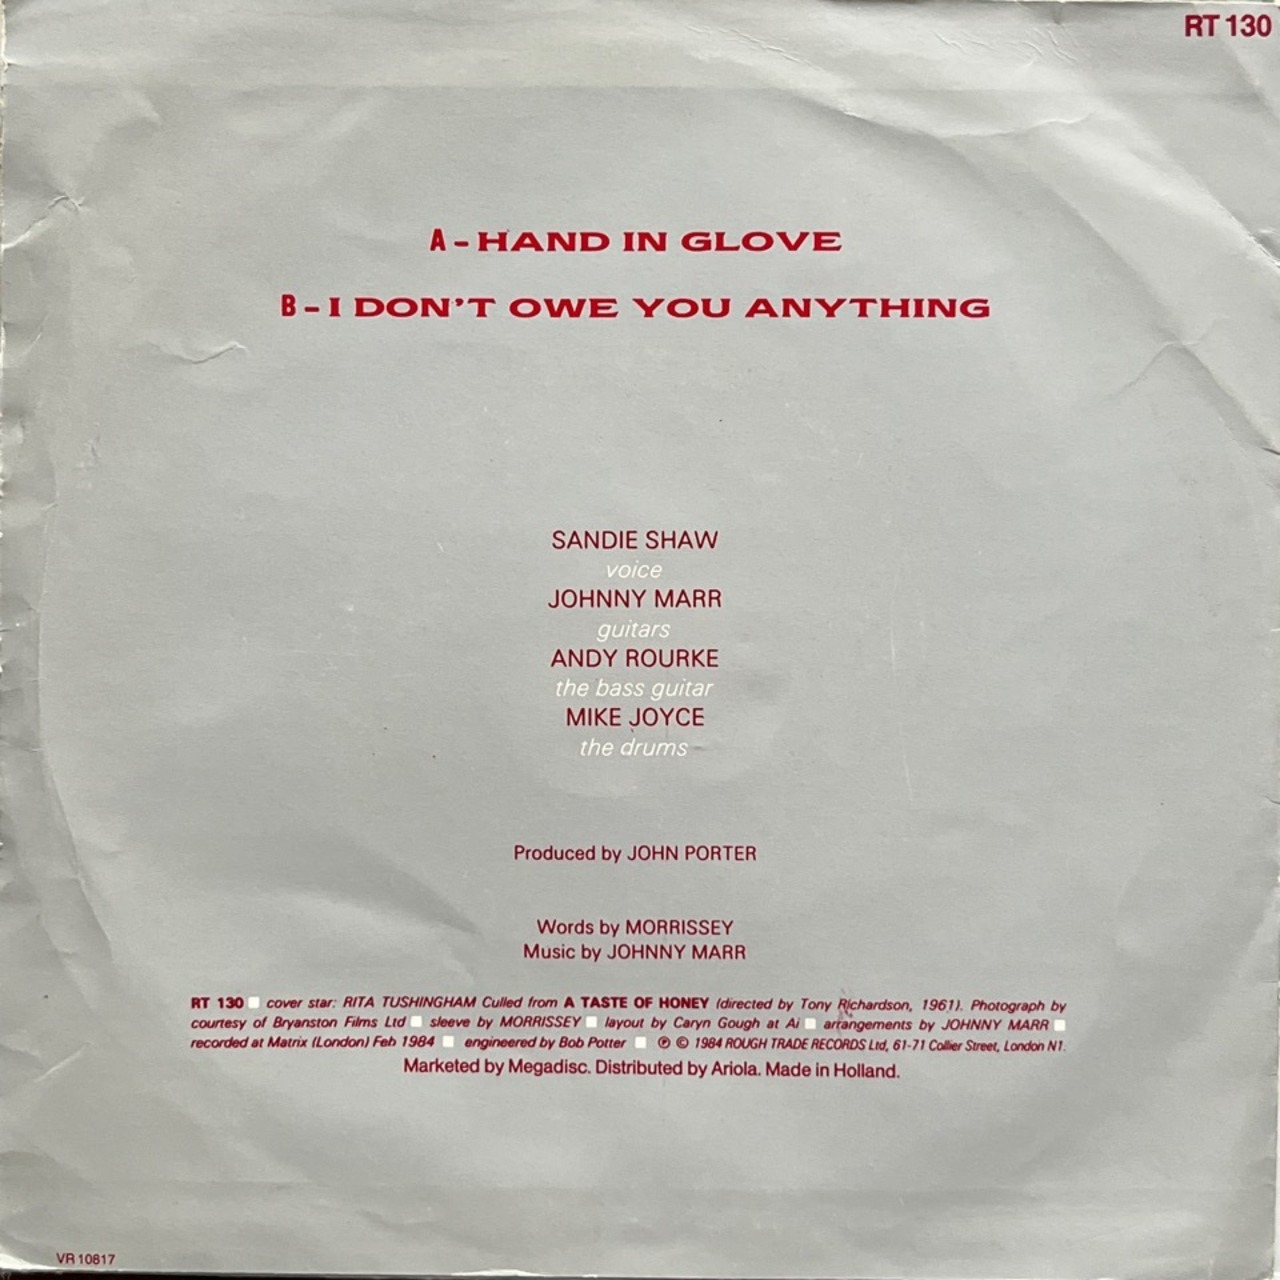 RT 130
A - HAND IN GLOVE
B - I DON'T OWE YOU ANYTHING
SANDIE SHAW
voice
JOHNNY MARR
guitars
ANDY ROURKE
the bass guitar
MIKE JOYCE
the drums
Produced by JOHN PORTER
Words by MORRISSEY
Music by JOHNNY MARR
RT 130 ■ cover star: RITA TUSHINGHAM Culled from A TASTE OF HONEY (directed by Tony Richardson, 1961). Photograph by
courtesy of Bryanston Films Ltd ■ sleeve by MORRISSEY ■ layout by Caryn Gough at Ai ■ arrangements by JOHNNY MARR ■
recorded at Matrix (London) Feb 1984 ■ engineered by Bob Potter ■ ℗ © 1984 ROUGH TRADE RECORDS Ltd, 61-71 Collier Street, London N1.
Marketed by Megadisc. Distributed by Ariola. Made in Holland.
VR 10817